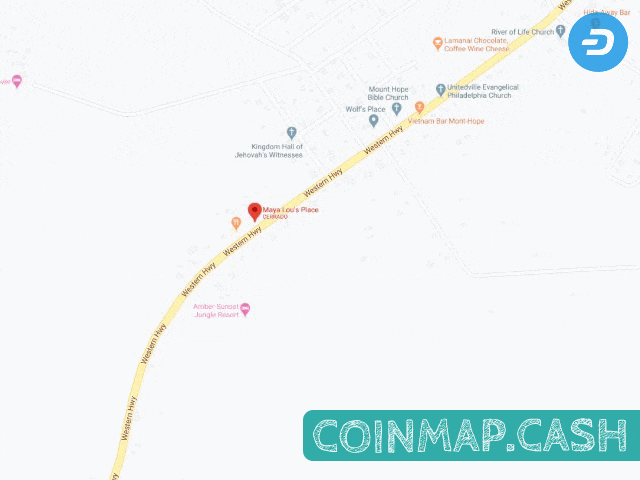 Hide Away Bar
River of Life Church
Lamanai Chocolate,
Coffee Wine Cheese
Mount Hope
Bible Church
Unitedville Evangelical
Philadelphia Church
Wolf's Place
Vietnam Bar Mont-Hope
Western Hwy
Kingdom Hall of
Jehovah's Witnesses
Western Hwy
Maya Lou's Place
CERRADO
Western Hwy
Western Hwy
Amber Sunset
Jungle Resort
Western Hwy
Western Hwy
COINMAP.CASH